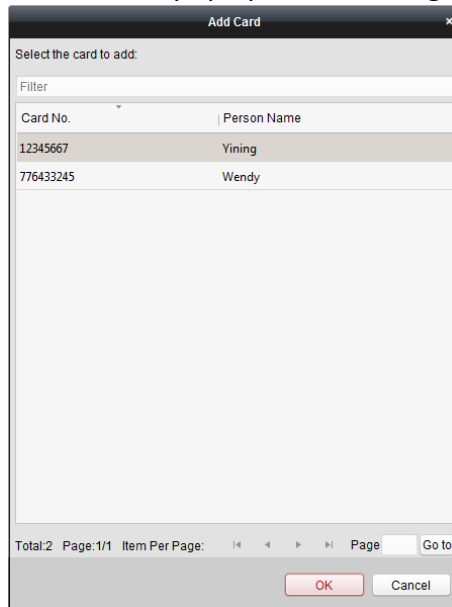 Add Card ×
Select the card to add:
Filter
Card No. Person Name
12345667 Yining
776433245 Wendy
Total:2 Page:1/1 Item Per Page: Page Go to
OK Cancel